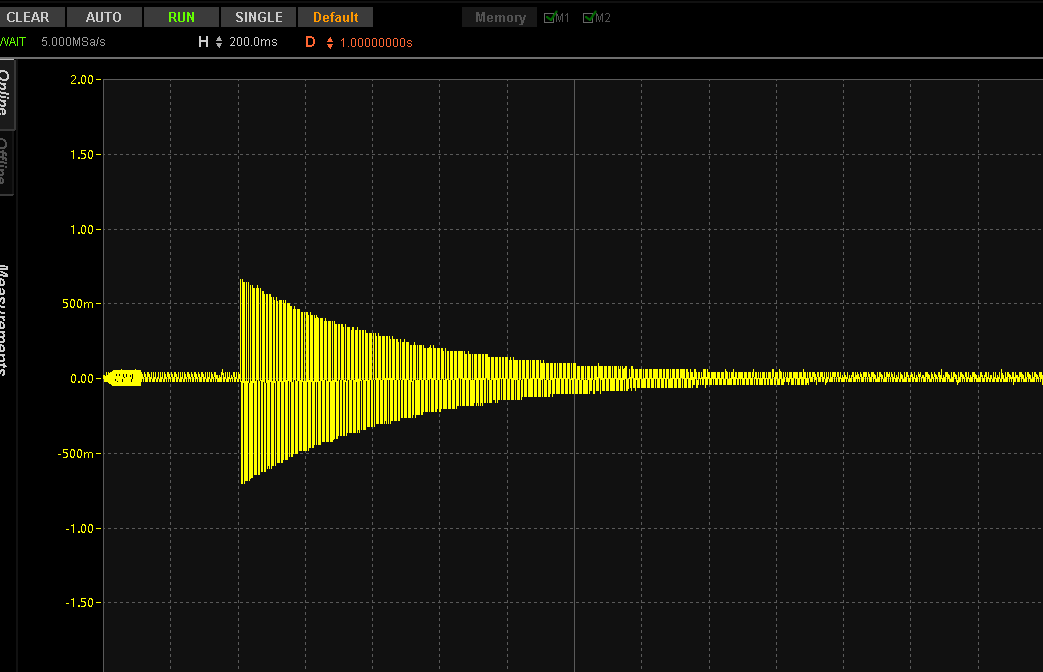 CLEAR AUTO RUN SINGLE Default Memory M1 M2
WAIT 5.000MSa/s H 200.0ms D 1.00000000s
Online
Offline
Measurements
2.00
1.50
1.00
500m
0.00
-500m
-1.00
-1.50